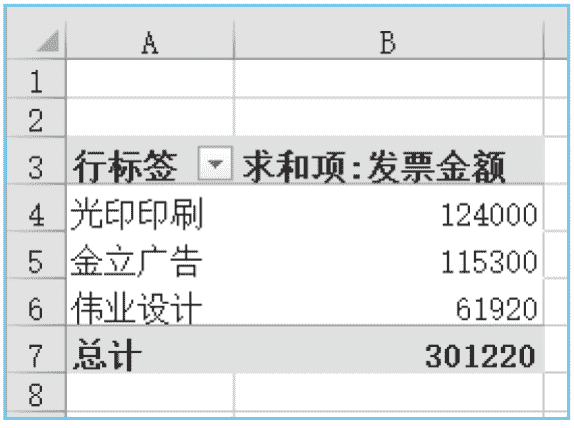 A B
1
2
3 行标签 求和项:发票金额
4 光印印刷 124000
5 金立广告 115300
6 伟业设计 61920
7 总计 301220
8